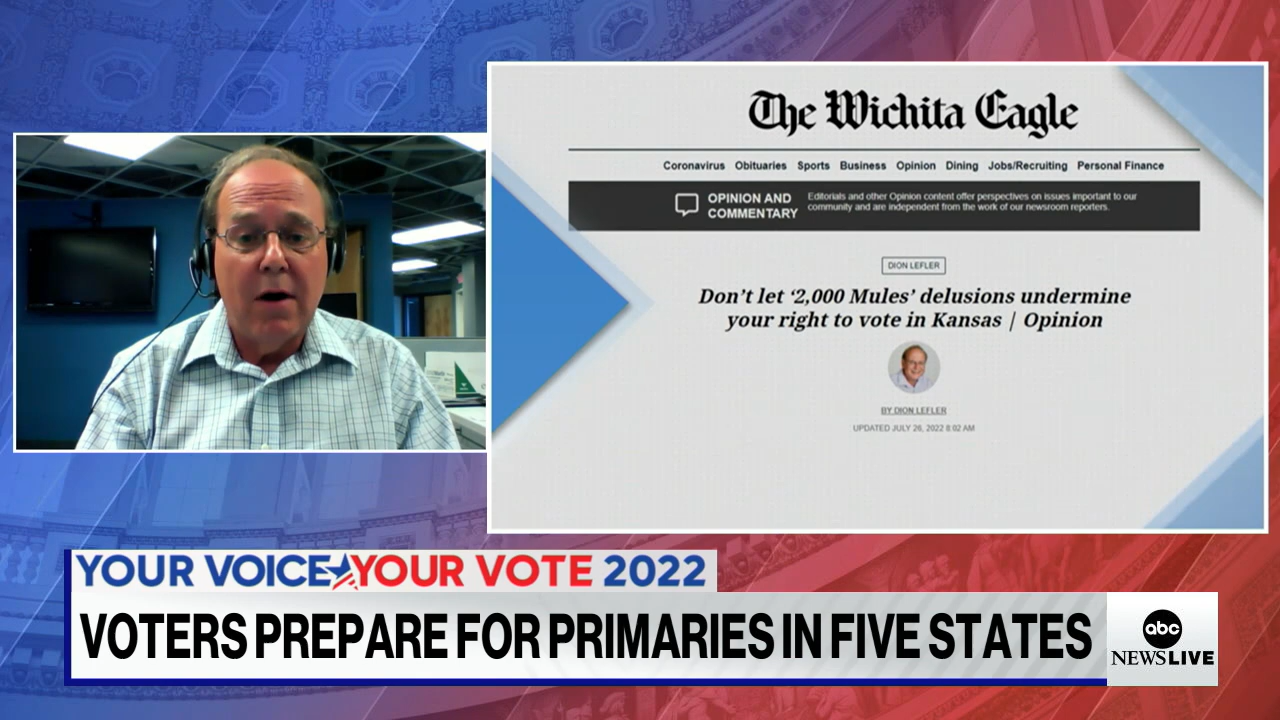 The Wichita Eagle
Coronavirus Obituaries Sports Business Opinion Dining Jobs/Recruiting Personal Finance
OPINION AND
COMMENTARY
Editorials and other Opinion content offer perspectives on issues important to our
community and are independent from the work of our newsroom reporters.
DION LEFLER
Don’t let ‘2,000 Mules’ delusions undermine
your right to vote in Kansas | Opinion
BY DION LEFLER
UPDATED JULY 26, 2022 8:02 AM
YOUR VOICE YOUR VOTE 2022
VOTERS PREPARE FOR PRIMARIES IN FIVE STATES
abc
NEWS LIVE